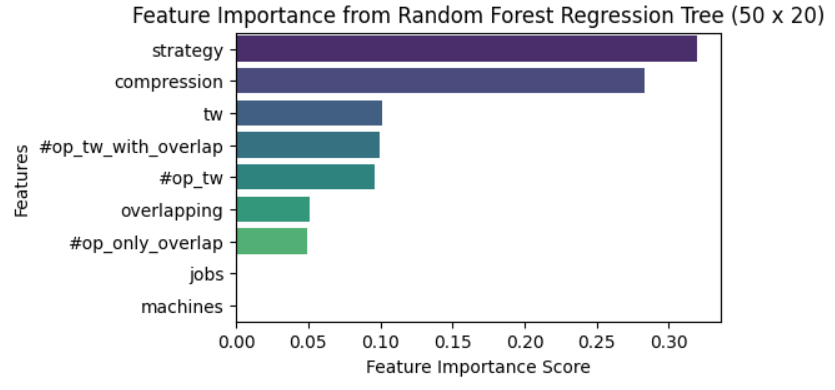 Feature Importance from Random Forest Regression Tree (50 x 20)
strategy
compression
tw
#op_tw_with_overlap
#op_tw
overlapping
#op_only_overlap
jobs
machines
Features
0.00 0.05 0.10 0.15 0.20 0.25 0.30
Feature Importance Score